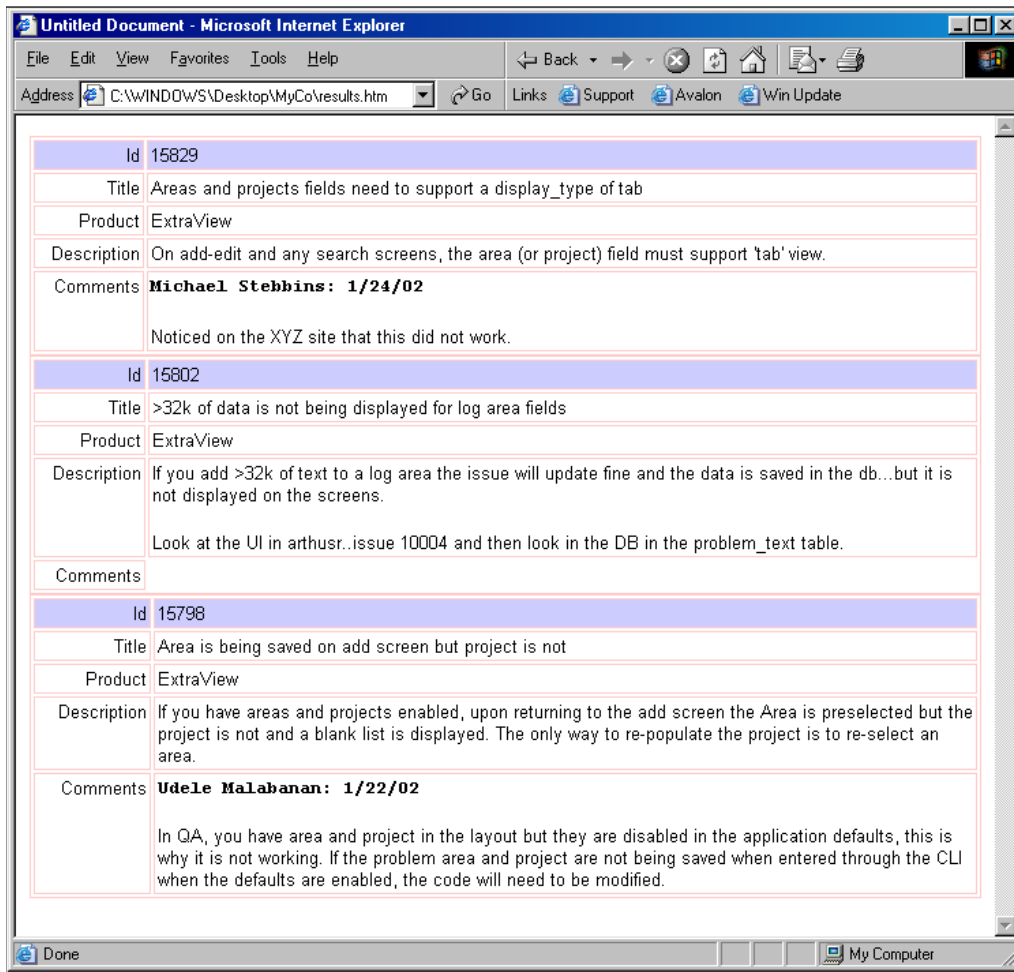 Untitled Document - Microsoft Internet Explorer
File Edit View Favorites Tools Help Back
Address C:\WINDOWS\Desktop\MyCo\results.htm Go Links Support Avalon Win Update
Id 15829
Title Areas and projects fields need to support a display_type of tab
Product ExtraView
Description On add-edit and any search screens, the area (or project) field must support 'tab' view.
Comments Michael Stebbins: 1/24/02
Noticed on the XYZ site that this did not work.
Id 15802
Title >32k of data is not being displayed for log area fields
Product ExtraView
Description If you add >32k of text to a log area the issue will update fine and the data is saved in the db...but it is
not displayed on the screens.
Look at the UI in arthusr..issue 10004 and then look in the DB in the problem_text table.
Comments
Id 15798
Title Area is being saved on add screen but project is not
Product ExtraView
Description If you have areas and projects enabled, upon returning to the add screen the Area is preselected but the
project is not and a blank list is displayed. The only way to re-populate the project is to re-select an
area.
Comments Udele Malabanan: 1/22/02
In QA, you have area and project in the layout but they are disabled in the application defaults, this is
why it is not working. If the problem area and project are not being saved when entered through the CLI
when the defaults are enabled, the code will need to be modified.
Done My Computer